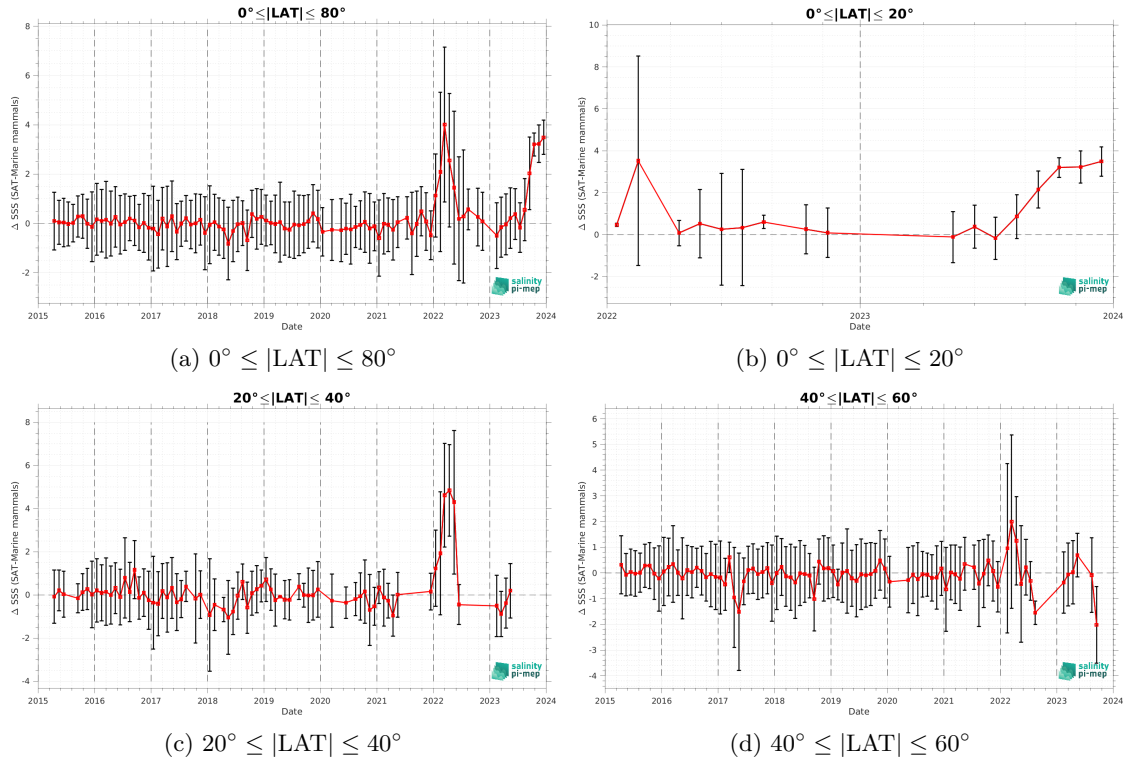 0°≤|LAT|≤ 80°
Δ SSS (SAT-Marine mammals)
8
6
4
2
0
-2
2015 2016 2017 2018 2019 2020 2021 2022 2023 2024
Date
salinity
pi-mep
(a) 0° ≤ |LAT| ≤ 80°
0°≤|LAT|≤ 20°
Δ SSS (SAT-Marine mammals)
10
8
6
4
2
0
-2
2022 2023 2024
Date
salinity
pi-mep
(b) 0° ≤ |LAT| ≤ 20°
20°≤|LAT|≤ 40°
Δ SSS (SAT-Marine mammals)
8
6
4
2
0
-2
-4
2015 2016 2017 2018 2019 2020 2021 2022 2023 2024
Date
salinity
pi-mep
(c) 20° ≤ |LAT| ≤ 40°
40°≤|LAT|≤ 60°
Δ SSS (SAT-Marine mammals)
6
5
4
3
2
1
0
-1
-2
-3
-4
2015 2016 2017 2018 2019 2020 2021 2022 2023 2024
Date
salinity
pi-mep
(d) 40° ≤ |LAT| ≤ 60°